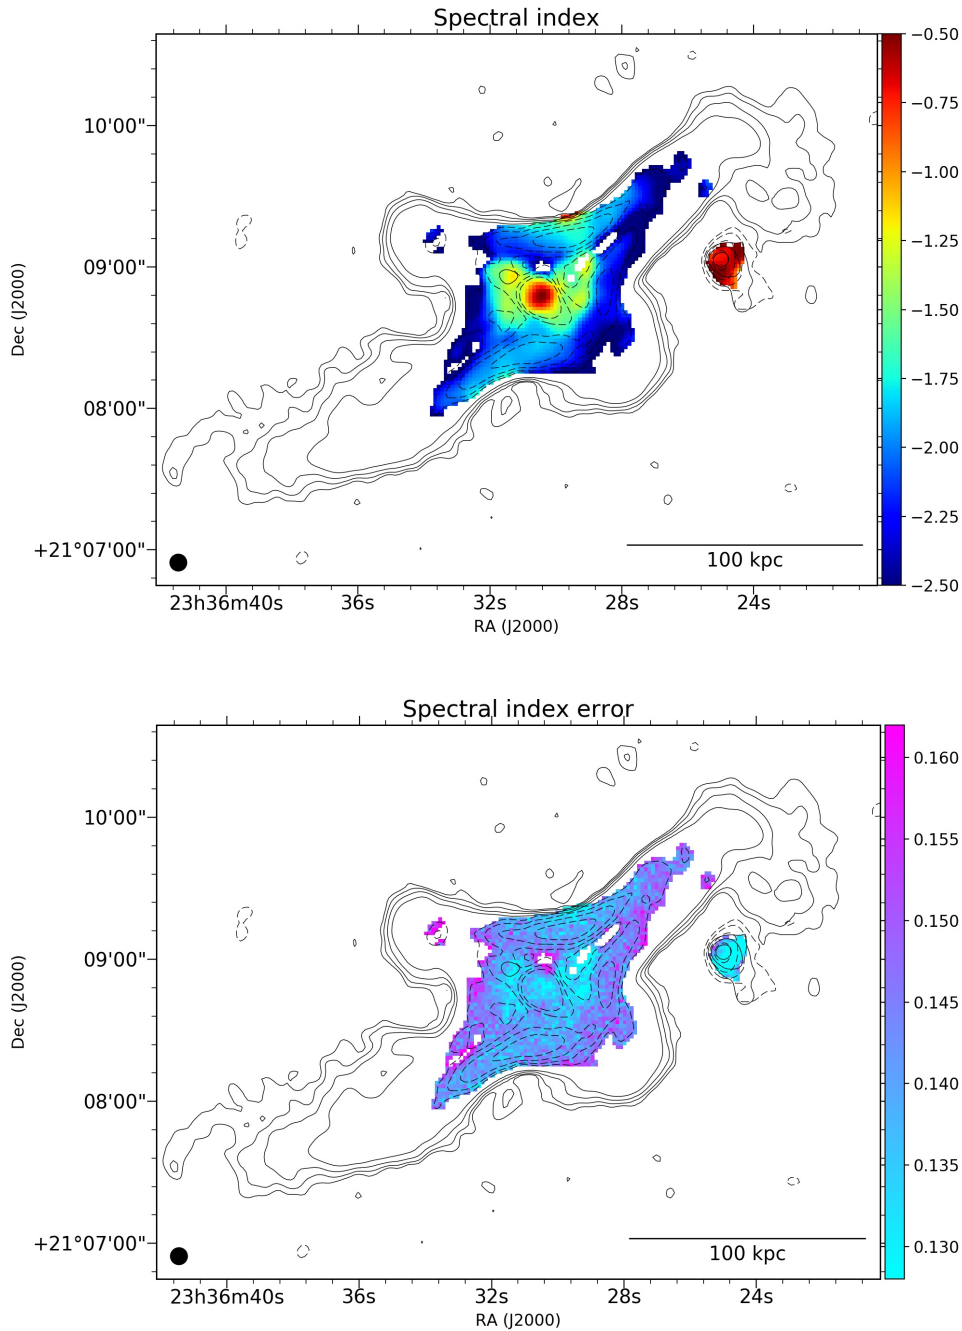 Spectral index
10'00"
09'00"
08'00"
+21°07'00"
Dec (J2000)
23h36m40s 36s 32s 28s 24s
RA (J2000)
100 kpc
−0.50
−0.75
−1.00
−1.25
−1.50
−1.75
−2.00
−2.25
−2.50
Spectral index error
10'00"
09'00"
08'00"
+21°07'00"
Dec (J2000)
23h36m40s 36s 32s 28s 24s
RA (J2000)
100 kpc
0.160
0.155
0.150
0.145
0.140
0.135
0.130